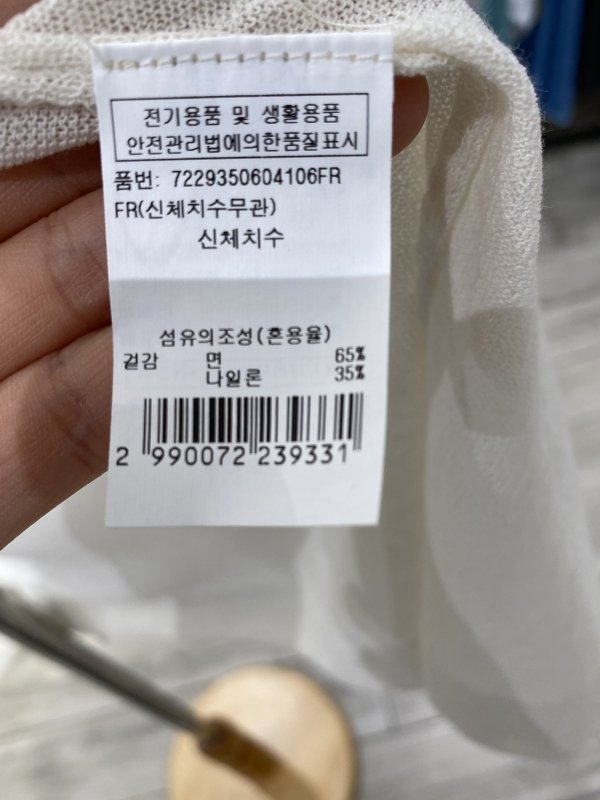 전기용품 및 생활용품
안전관리법에의한품질표시
품번: 7229350604106FR
FR(신체치수무관)
신체치수
섬유의조성(혼용율)
겉감 면 65%
나일론 35%
2 990072 239331